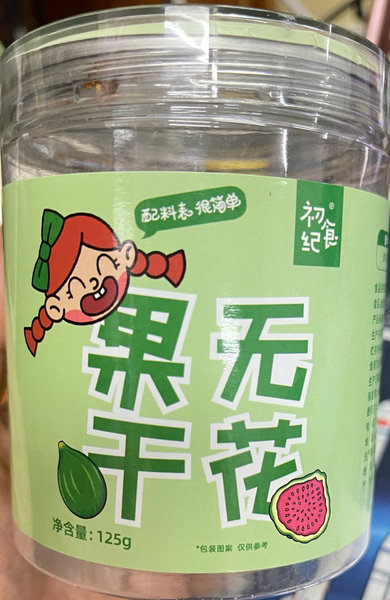 配料表 很简单
初食纪®
无花
果干
净含量：125g
*包装图案 仅供参考